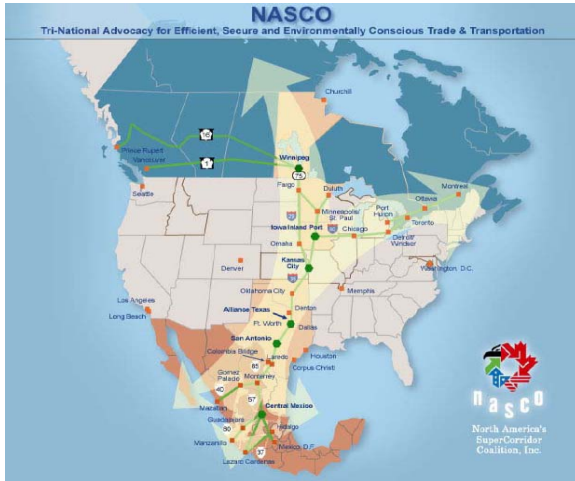 NASCO
Tri-National Advocacy for Efficient, Secure and Environmentally Conscious Trade & Transportation
Churchill
16
Prince Rupert
Vancouver
1
Winnipeg
75
Seattle
Fargo
Duluth
Montreal
Ottawa
Minneapolis/
St. Paul
Port
Huron
Toronto
Iowa Inland Port
Chicago
Detroit/
Windsor
Omaha
Kansas
City
Denver
Washington, D.C.
Oklahoma City
Memphis
Los Angeles
Long Beach
Alliance Texas
Denton
Ft. Worth
Dallas
San Antonio
Houston
Columbia Bridge
Laredo
Corpus Christi
85
Gomez
Palacio
Monterrey
40
57
Mazatlan
Central Mexico
Guadalajara
80
Hidalgo
Manzanillo
Mexico, D.F.
37
Lazaro Cardenas
nasco
North America's
SuperCorridor
Coalition, Inc.